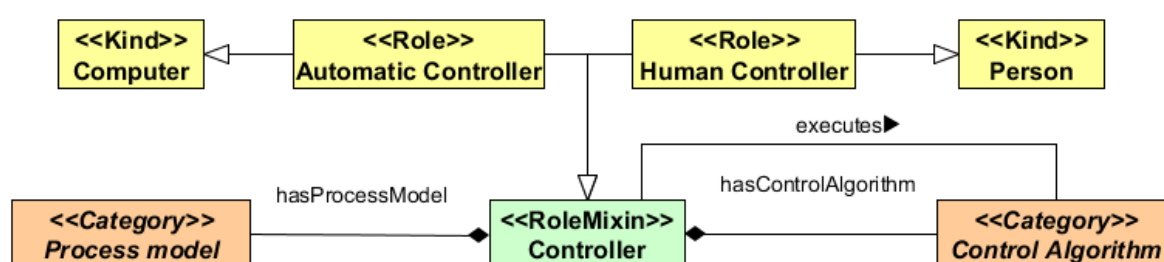 <<Kind>>
Computer
<<Role>>
Automatic Controller
<<Role>>
Human Controller
<<Kind>>
Person
executes▶
hasProcessModel
hasControlAlgorithm
<<Category>>
Process model
<<RoleMixin>>
Controller
<<Category>>
Control Algorithm